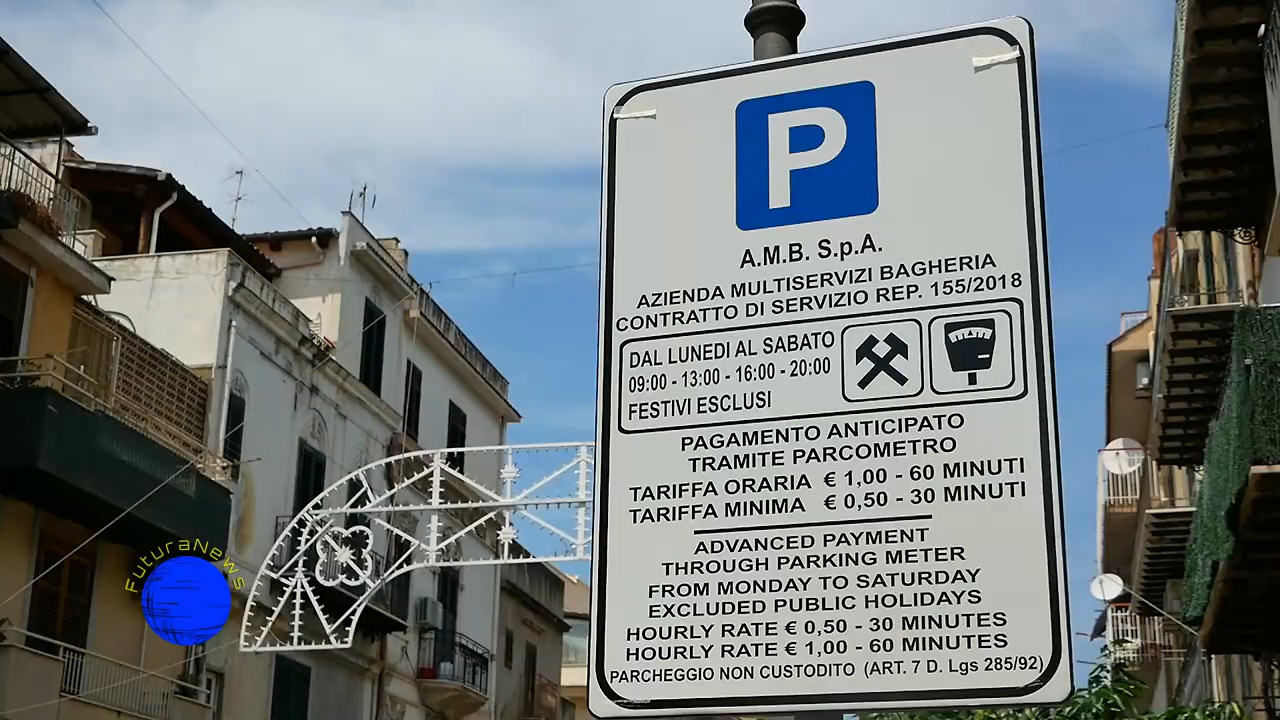 P
A.M.B. S.p.A.
AZIENDA MULTISERVIZI BAGHERIA
CONTRATTO DI SERVIZIO REP. 155/2018
DAL LUNEDI AL SABATO
09:00 - 13:00 - 16:00 - 20:00
FESTIVI ESCLUSI
PAGAMENTO ANTICIPATO
TRAMITE PARCOMETRO
TARIFFA ORARIA € 1,00 - 60 MINUTI
TARIFFA MINIMA € 0,50 - 30 MINUTI
ADVANCED PAYMENT
THROUGH PARKING METER
FROM MONDAY TO SATURDAY
EXCLUDED PUBLIC HOLIDAYS
HOURLY RATE € 0,50 - 30 MINUTES
HOURLY RATE € 1,00 - 60 MINUTES
PARCHEGGIO NON CUSTODITO (ART. 7 D. Lgs 285/92)
FuturaNews